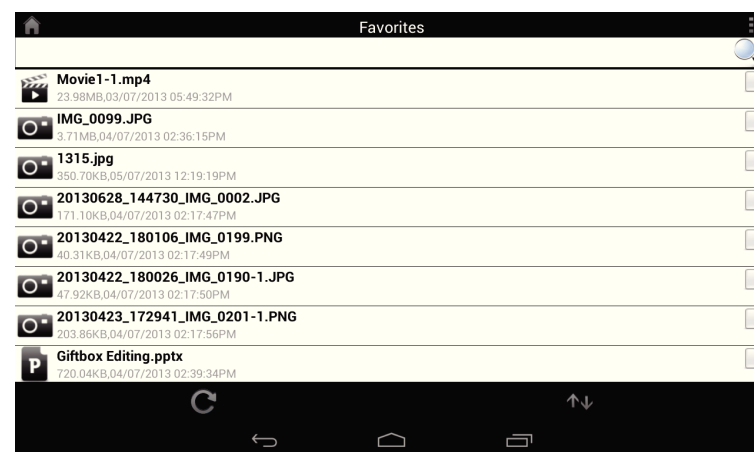 Favorites
Movie1-1.mp4
23.98MB,03/07/2013 05:49:32PM
IMG_0099.JPG
3.71MB,04/07/2013 02:36:15PM
1315.jpg
350.70KB,05/07/2013 12:19:19PM
20130628_144730_IMG_0002.JPG
171.10KB,04/07/2013 02:17:47PM
20130422_180106_IMG_0199.PNG
40.31KB,04/07/2013 02:17:49PM
20130422_180026_IMG_0190-1.JPG
47.92KB,04/07/2013 02:17:50PM
20130423_172941_IMG_0201-1.PNG
203.86KB,04/07/2013 02:17:56PM
P
Giftbox Editing.pptx
720.04KB,04/07/2013 02:39:34PM